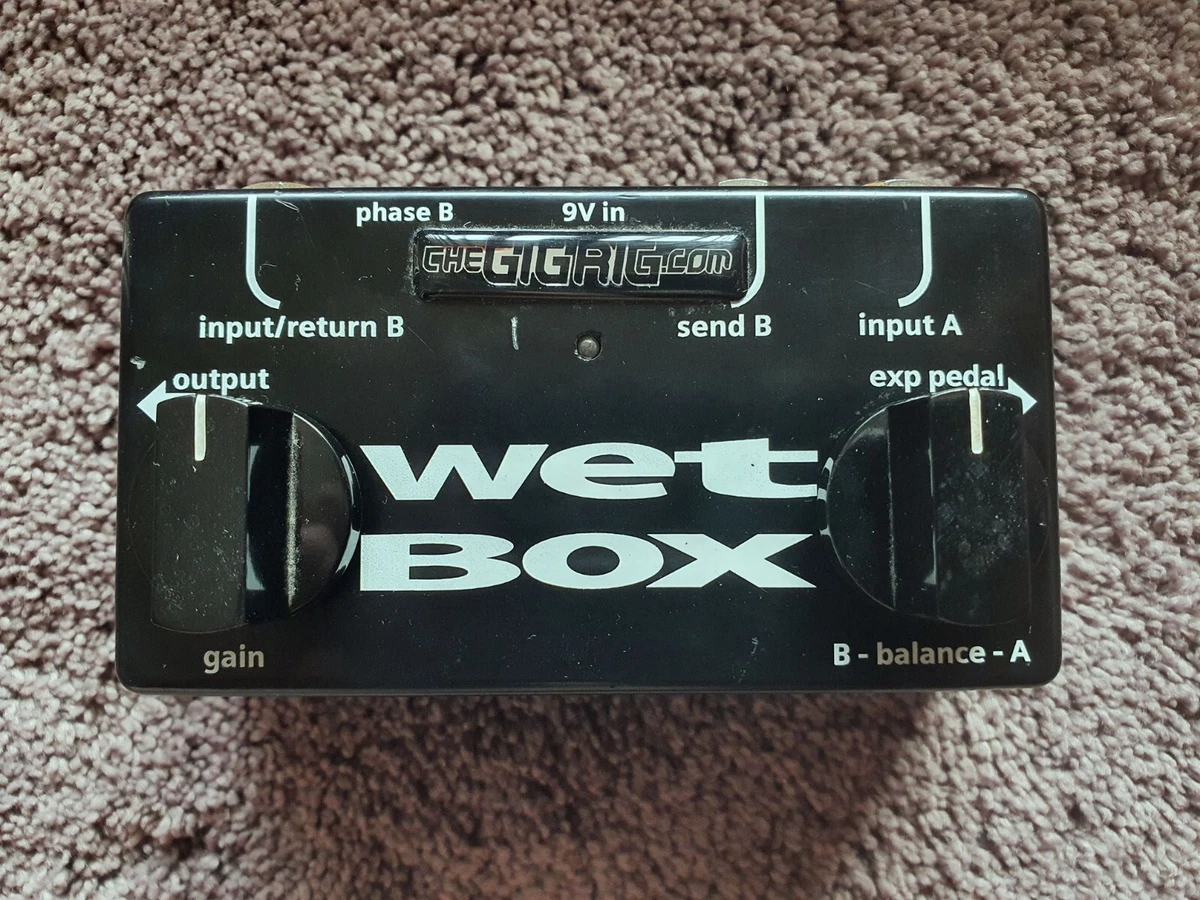 phase B
9V in
theGIGRIG.com
input/return B
send B
input A
output
exp pedal
wet
BOX
gain
B - balance - A